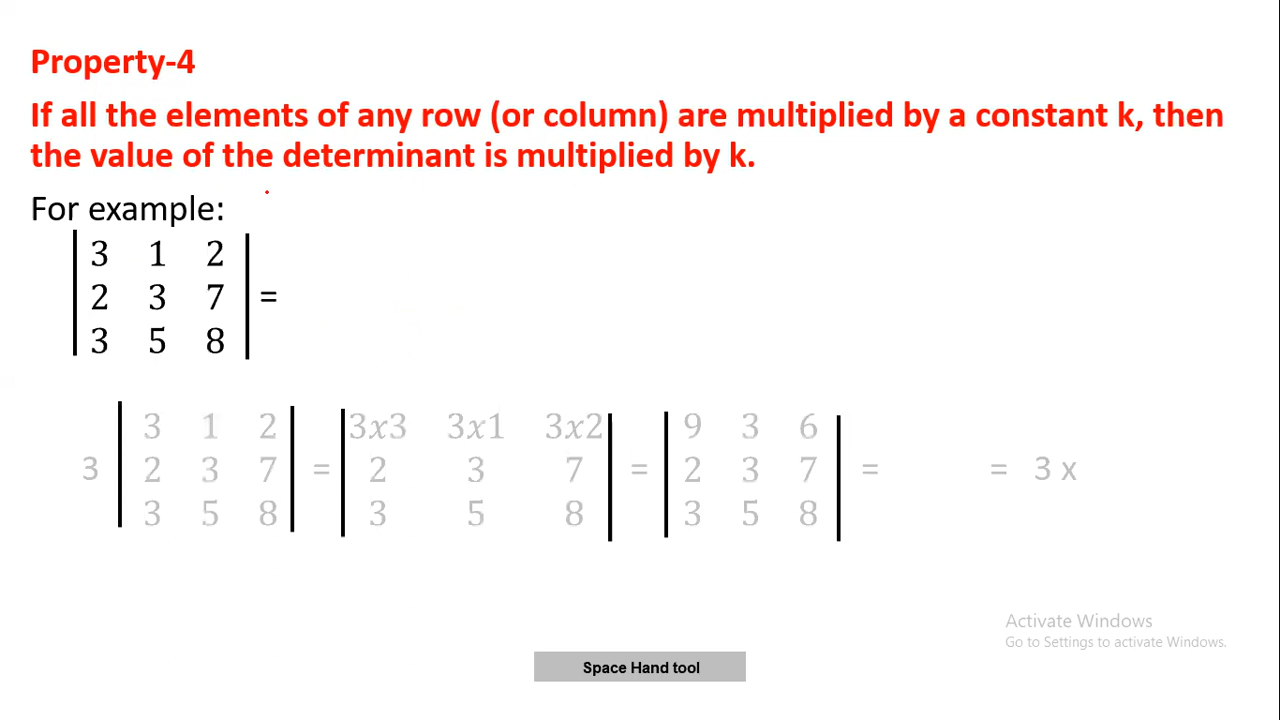 Property-4
If all the elements of any row (or column) are multiplied by a constant k, then
the value of the determinant is multiplied by k.
For example:
| 3 1 2 |
| 2 3 7 | =
| 3 5 8 |
| 3 1 2 | | 3x3 3x1 3x2 | | 9 3 6 |
3 | 2 3 7 | = | 2 3 7 | = | 2 3 7 | = = 3 x
| 3 5 8 | | 3 5 8 | | 3 5 8 |
Activate Windows
Go to Settings to activate Windows.
Space Hand tool